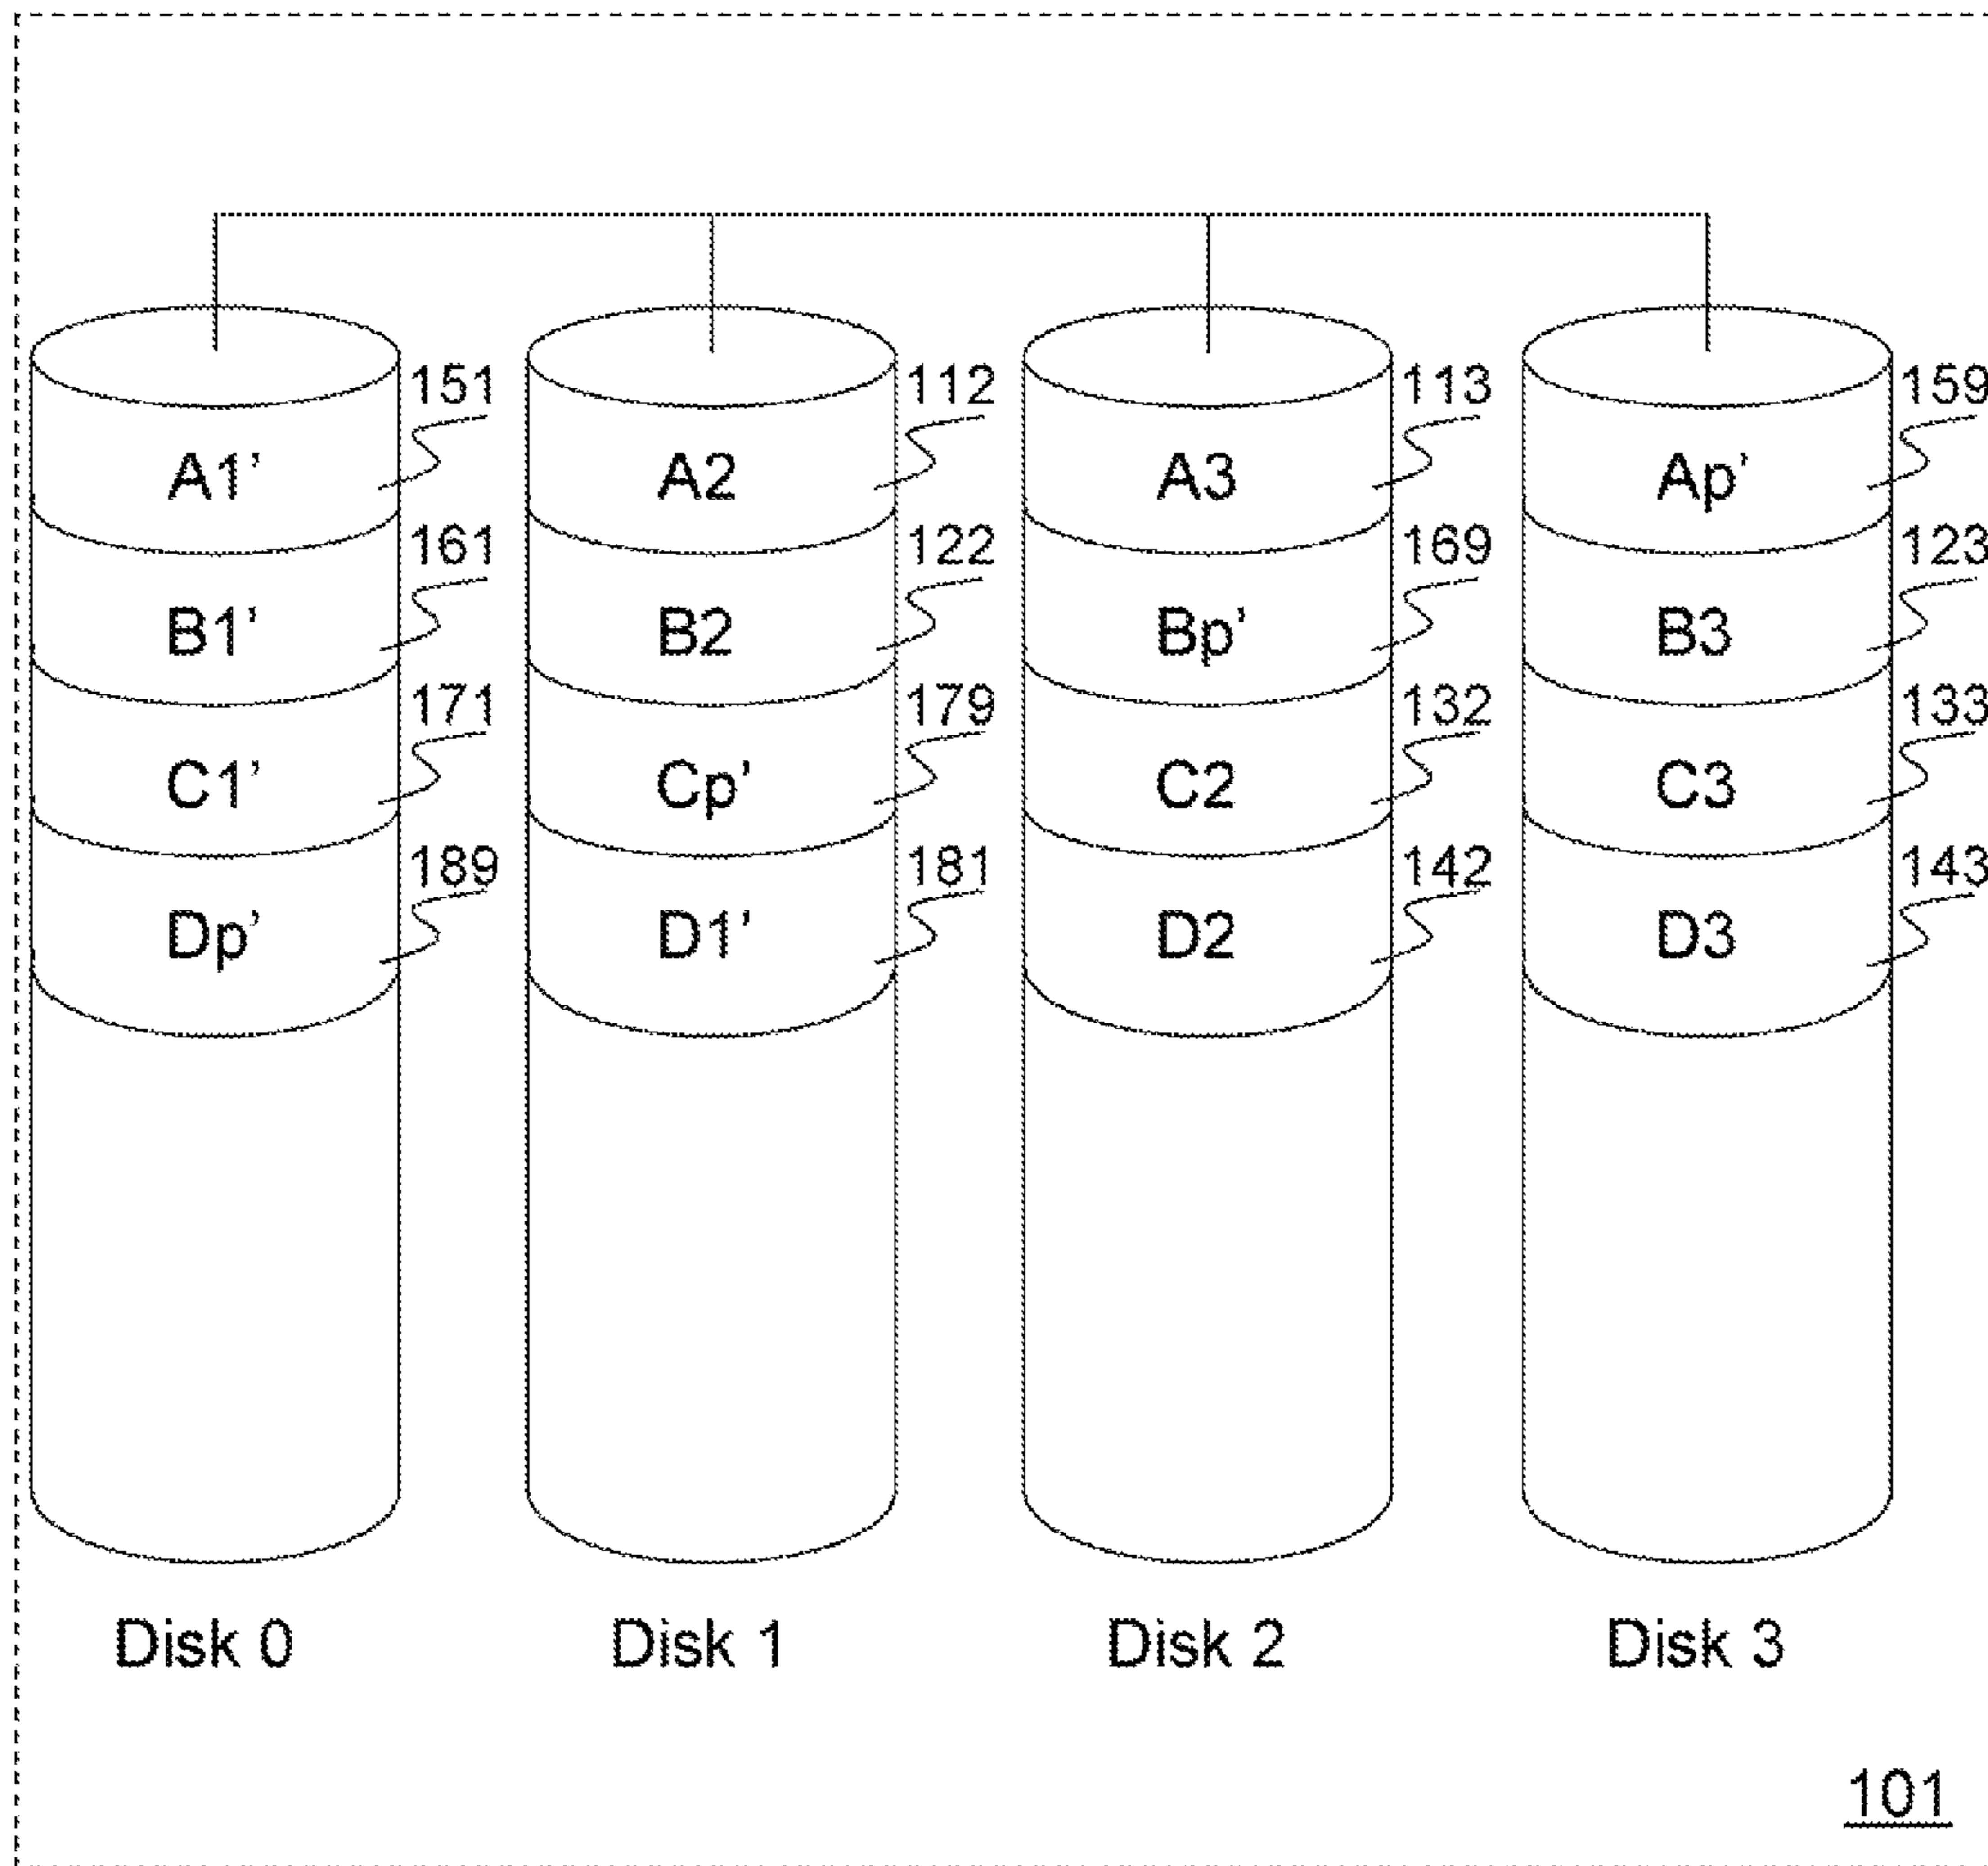 151 112 113 159
A1’ A2 A3 Ap’
161 122 169 123
B1’ B2 Bp’ B3
171 179 132 133
C1’ Cp’ C2 C3
189 181 142 143
Dp’ D1’ D2 D3
Disk 0 Disk 1 Disk 2 Disk 3
101